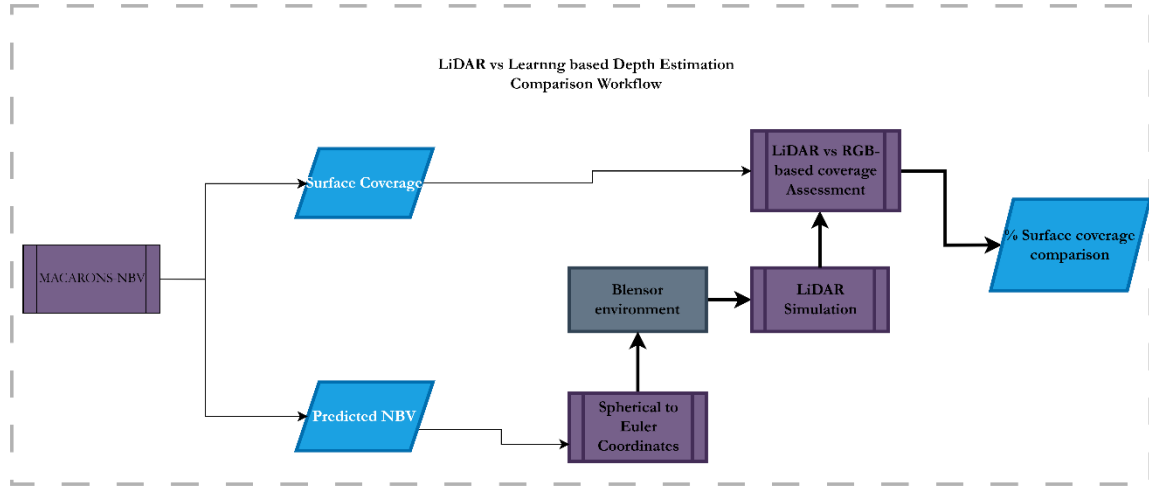 LiDAR vs Learnng based Depth Estimation
Comparison Workflow
Surface Coverage
LiDAR vs RGB-
based coverage
Assessment
% Surface coverage
comparison
MACARONS-NBV
Blensor
environment
LiDAR
Simulation
Predicted NBV
Spherical to
Euler
Coordinates